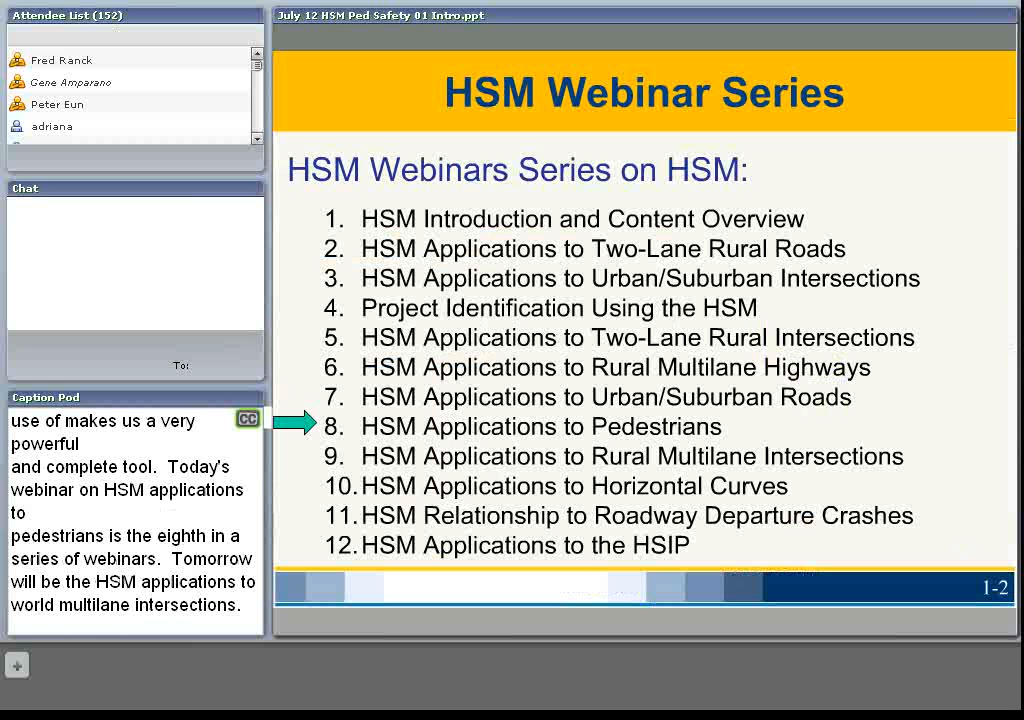 Attendee List (152)
Fred Ranck
Gene Amparano
Peter Eun
adriana
Chat
To:
Caption Pod
use of makes us a very
powerful
and complete tool. Today's
webinar on HSM applications
to
pedestrians is the eighth in a
series of webinars. Tomorrow
will be the HSM applications to
world multilane intersections.
CC
July 12 HSM Ped Safety 01 Intro.ppt
HSM Webinar Series
HSM Webinars Series on HSM:
1. HSM Introduction and Content Overview
2. HSM Applications to Two-Lane Rural Roads
3. HSM Applications to Urban/Suburban Intersections
4. Project Identification Using the HSM
5. HSM Applications to Two-Lane Rural Intersections
6. HSM Applications to Rural Multilane Highways
7. HSM Applications to Urban/Suburban Roads
8. HSM Applications to Pedestrians
9. HSM Applications to Rural Multilane Intersections
10. HSM Applications to Horizontal Curves
11. HSM Relationship to Roadway Departure Crashes
12. HSM Applications to the HSIP
1-2